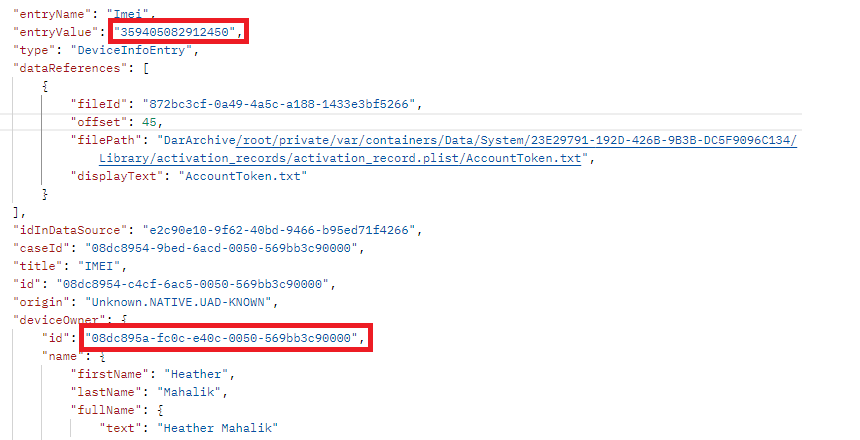 "entryName": "Imei",
"entryValue": "359405082912450",
"type": "DeviceInfoEntry",
"dataReferences": [
{
"fileId": "872bc3cf-0a49-4a5c-a188-1433e3bf5266",
"offset": 45,
"filePath": "DarArchive/root/private/var/containers/Data/System/23E29791-192D-426B-9B3B-DC5F9096C134/
Library/activation_records/activation_record.plist/AccountToken.txt",
"displayText": "AccountToken.txt"
}
],
"idInDataSource": "e2c90e10-9f62-40bd-9466-b95ed71f4266",
"caseId": "08dc8954-9bed-6acd-0050-569bb3c90000",
"title": "IMEI",
"id": "08dc8954-c4cf-6ac5-0050-569bb3c90000",
"origin": "Unknown.NATIVE.UAD-KNOWN",
"deviceOwner": {
"id": "08dc895a-fc0c-e40c-0050-569bb3c90000",
"name": {
"firstName": "Heather",
"lastName": "Mahalik",
"fullName": {
"text": "Heather Mahalik"